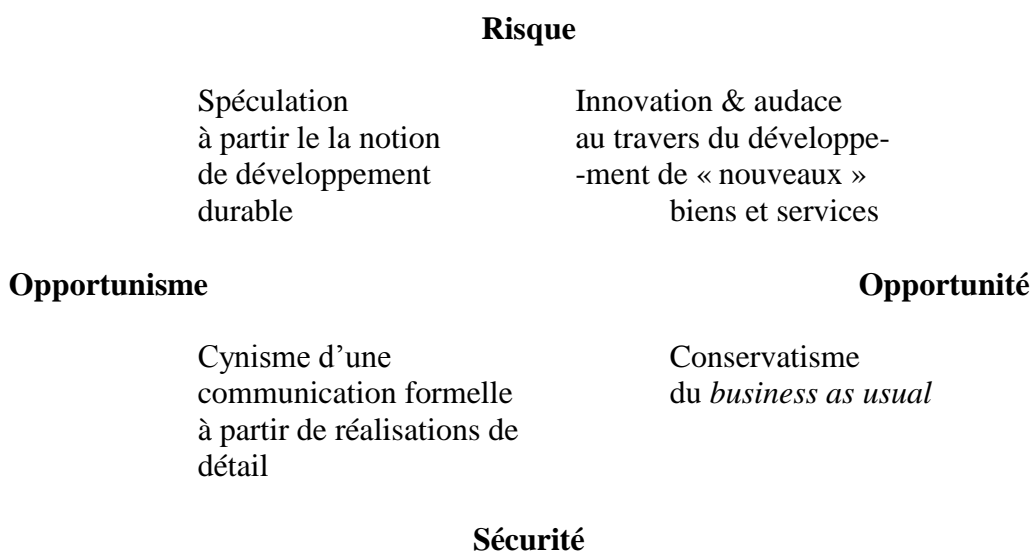 Risque
Spéculation
à partir le la notion
de développement
durable
Innovation & audace
au travers du développe-
-ment de « nouveaux »
biens et services
Opportunisme
Opportunité
Cynisme d’une
communication formelle
à partir de réalisations de
détail
Conservatisme
du business as usual
Sécurité